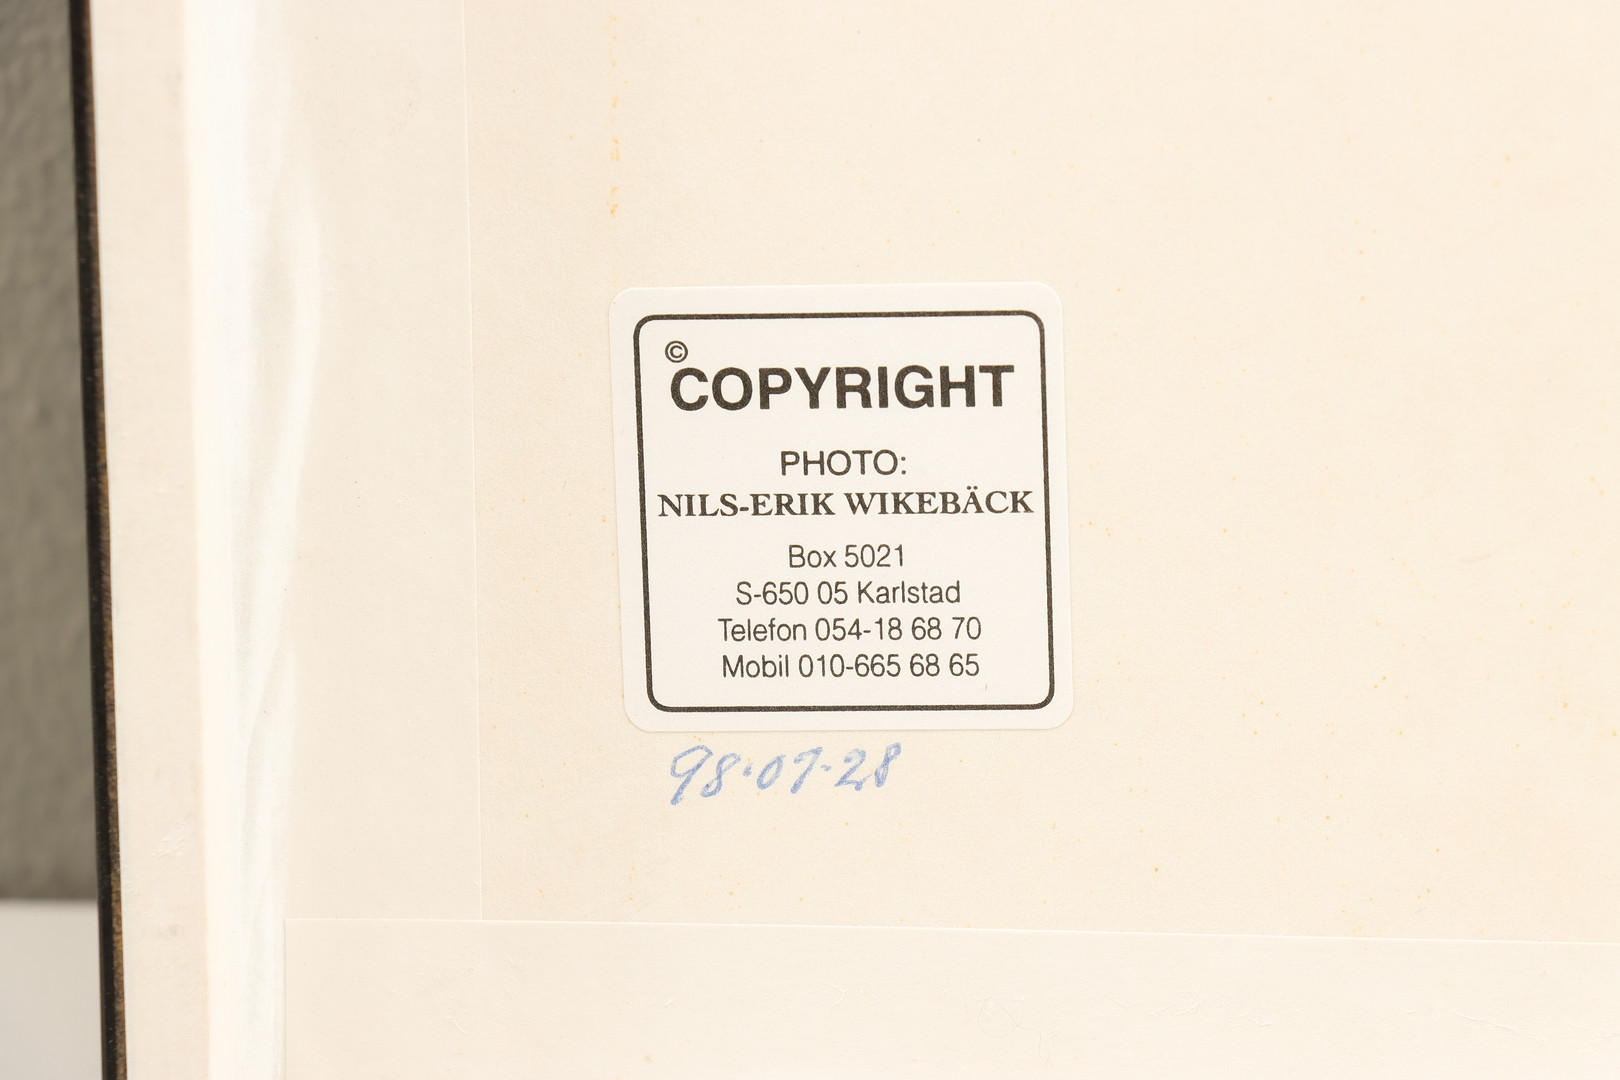 ©
COPYRIGHT
PHOTO:
NILS-ERIK WIKEBÄCK
Box 5021
S-650 05 Karlstad
Telefon 054-18 68 70
Mobil 010-665 68 65
98·07-28